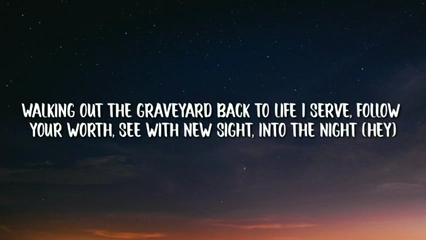 WALKING OUT THE GRAVEYARD BACK TO LIFE I SERVE, FOLLOW
YOUR WORTH, SEE WITH NEW SIGHT, INTO THE NIGHT (HEY)